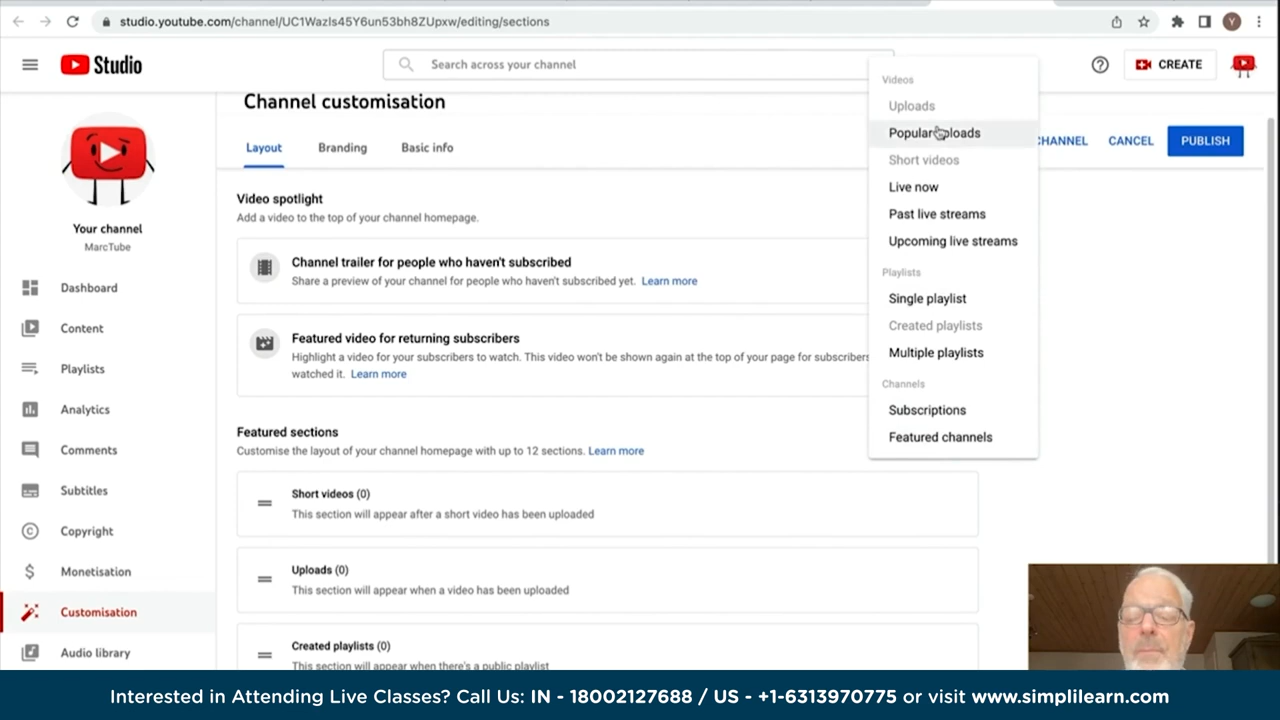 studio.youtube.com/channel/UC1WazIs45Y6un53bh8ZUpxw/editing/sections
Y
Studio
Search across your channel
CREATE
Channel customisation
Layout
Branding
Basic info
CHANNEL
CANCEL
PUBLISH
Your channel
MarcTube
Dashboard
Content
Playlists
Analytics
Comments
Subtitles
Copyright
Monetisation
Customisation
Audio library
Video spotlight
Add a video to the top of your channel homepage.
Channel trailer for people who haven't subscribed
Share a preview of your channel for people who haven't subscribed yet. Learn more
Featured video for returning subscribers
Highlight a video for your subscribers to watch. This video won't be shown again at the top of your page for subscribers
watched it. Learn more
Featured sections
Customise the layout of your channel homepage with up to 12 sections. Learn more
Short videos (0)
This section will appear after a short video has been uploaded
Uploads (0)
This section will appear when a video has been uploaded
Created playlists (0)
This section will appear when there's a public playlist
Videos
Uploads
Popular uploads
Short videos
Live now
Past live streams
Upcoming live streams
Playlists
Single playlist
Created playlists
Multiple playlists
Channels
Subscriptions
Featured channels
Interested in Attending Live Classes? Call Us: IN - 18002127688 / US - +1-6313970775 or visit www.simplilearn.com